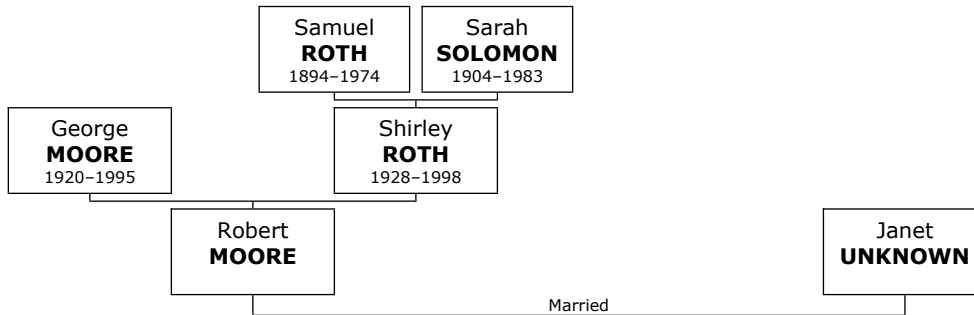 Samuel
ROTH
1894–1974
Sarah
SOLOMON
1904–1983
George
MOORE
1920–1995
Shirley
ROTH
1928–1998
Robert
MOORE
Janet
UNKNOWN
Married